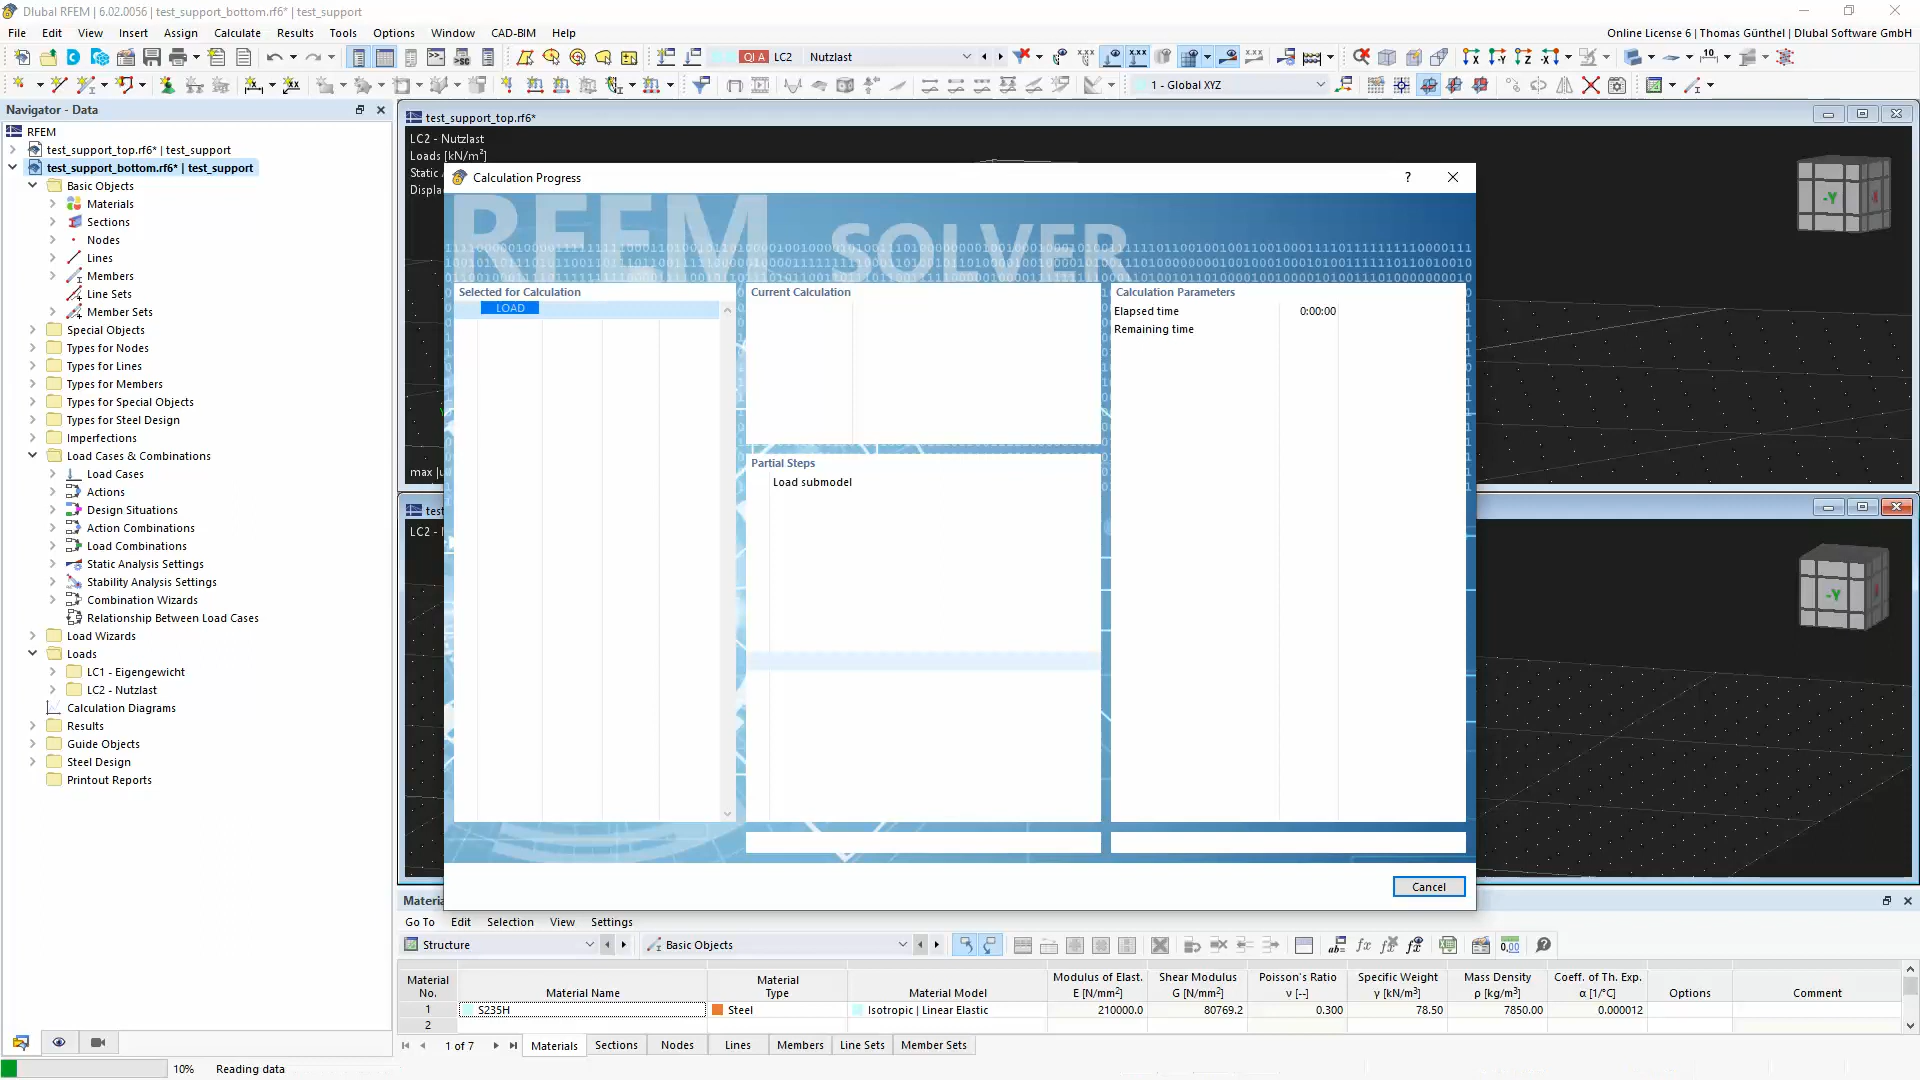 Dlubal RFEM | 6.02.0056 | test_support_bottom.rf6* | test_support
File Edit View Insert Assign Calculate Results Tools Options Window CAD-BIM Help
Online License 6 | Thomas Günthel | Dlubal Software GmbH
QI A LC2 Nutzlast
1 - Global XYZ
Navigator - Data
RFEM
test_support_top.rf6* | test_support
test_support_bottom.rf6* | test_support
Basic Objects
Materials
Sections
Nodes
Lines
Members
Line Sets
Member Sets
Special Objects
Types for Nodes
Types for Lines
Types for Members
Types for Special Objects
Types for Steel Design
Imperfections
Load Cases & Combinations
Load Cases
Actions
Design Situations
Action Combinations
Load Combinations
Static Analysis Settings
Stability Analysis Settings
Combination Wizards
Relationship Between Load Cases
Load Wizards
Loads
LC1 - Eigengewicht
LC2 - Nutzlast
Calculation Diagrams
Results
Guide Objects
Steel Design
Printout Reports
test_support_top.rf6*
LC2 - Nutzlast
Loads [kN/m²]
Static
Displa
max |u
-Y
test
LC2 -
-Y
Calculation Progress
?
RFEM SOLVER
Selected for Calculation
LOAD
Current Calculation
Partial Steps
Load submodel
Calculation Parameters
Elapsed time 0:00:00
Remaining time
Cancel
Materia
Go To Edit Selection View Settings
Structure Basic Objects
Material No. Material Name Material Type Material Model Modulus of Elast. E [N/mm²] Shear Modulus G [N/mm²] Poisson's Ratio ν [--] Specific Weight γ [kN/m³] Mass Density ρ [kg/m³] Coeff. of Th. Exp. α [1/°C] Options Comment
1 S235H Steel Isotropic | Linear Elastic 210000.0 80769.2 0.300 78.50 7850.00 0.000012
2
1 of 7 Materials Sections Nodes Lines Members Line Sets Member Sets
10% Reading data